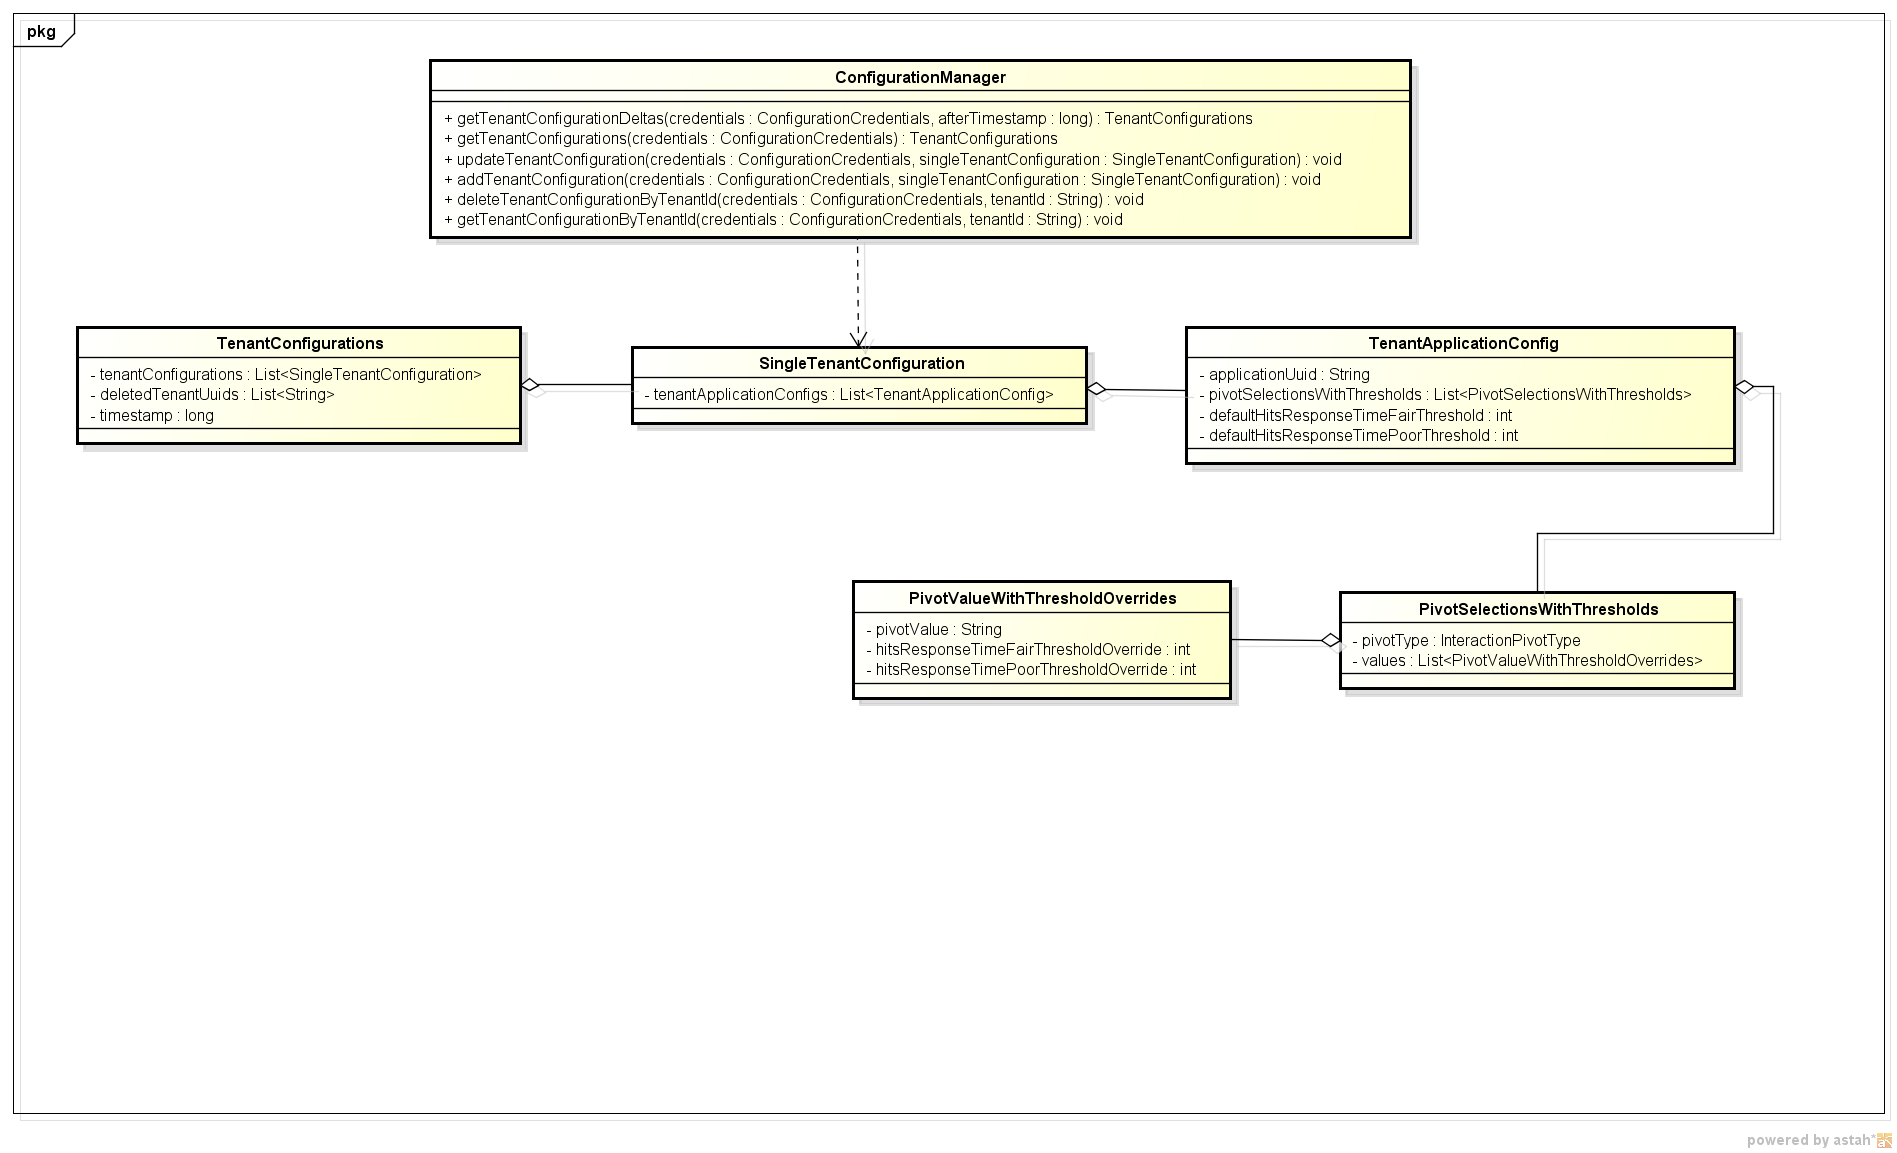 pkg
ConfigurationManager
+ getTenantConfigurationDeltas(credentials : ConfigurationCredentials, afterTimestamp : long) : TenantConfigurations
+ getTenantConfigurations(credentials : ConfigurationCredentials) : TenantConfigurations
+ updateTenantConfiguration(credentials : ConfigurationCredentials, singleTenantConfiguration : SingleTenantConfiguration) : void
+ addTenantConfiguration(credentials : ConfigurationCredentials, singleTenantConfiguration : SingleTenantConfiguration) : void
+ deleteTenantConfigurationByTenantId(credentials : ConfigurationCredentials, tenantId : String) : void
+ getTenantConfigurationByTenantId(credentials : ConfigurationCredentials, tenantId : String) : void
TenantConfigurations
- tenantConfigurations : List<SingleTenantConfiguration>
- deletedTenantUuids : List<String>
- timestamp : long
SingleTenantConfiguration
- tenantApplicationConfigs : List<TenantApplicationConfig>
TenantApplicationConfig
- applicationUuid : String
- pivotSelectionsWithThresholds : List<PivotSelectionsWithThresholds>
- defaultHitsResponseTimeFairThreshold : int
- defaultHitsResponseTimePoorThreshold : int
PivotValueWithThresholdOverrides
- pivotValue : String
- hitsResponseTimeFairThresholdOverride : int
- hitsResponseTimePoorThresholdOverride : int
PivotSelectionsWithThresholds
- pivotType : InteractionPivotType
- values : List<PivotValueWithThresholdOverrides>
powered by astah*